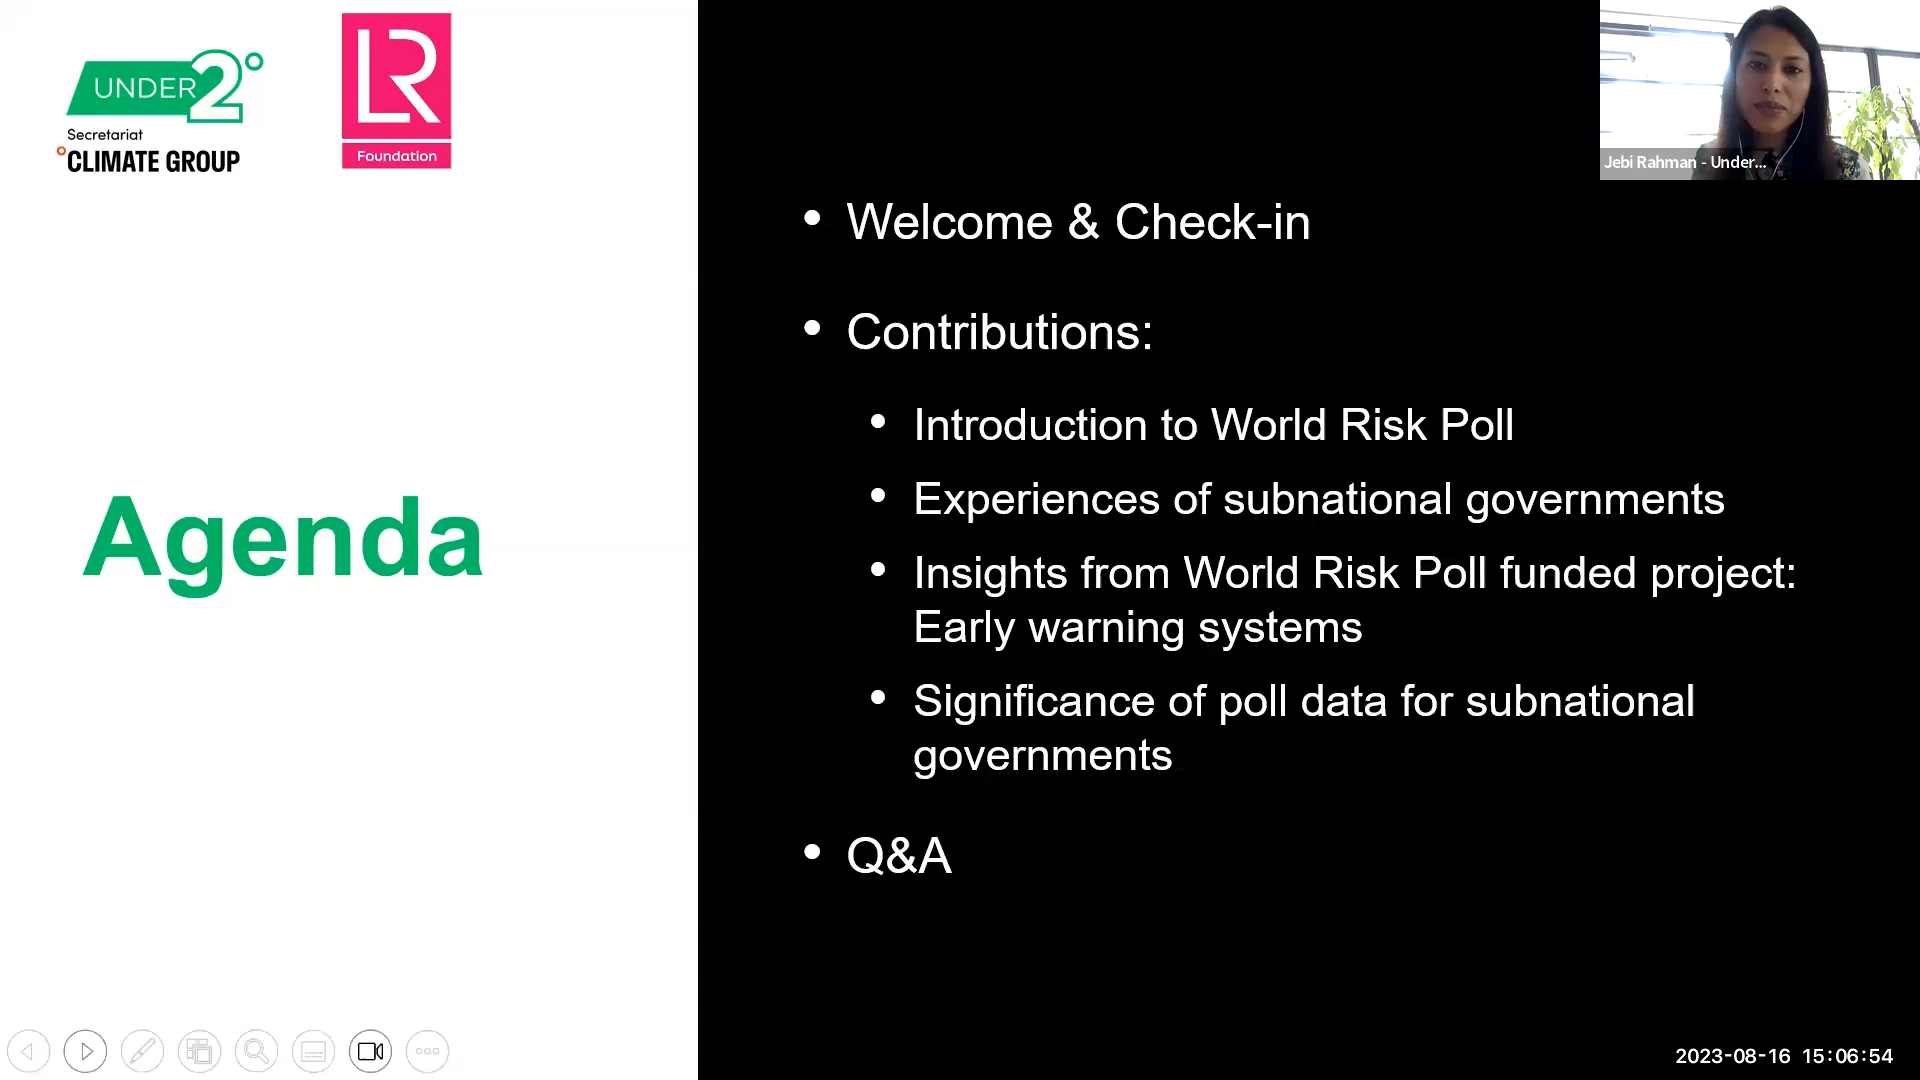 UNDER2°
Secretariat
°CLIMATE GROUP
LR
Foundation
Jebi Rahman - Under...
Agenda
• Welcome & Check-in
• Contributions:
• Introduction to World Risk Poll
• Experiences of subnational governments
• Insights from World Risk Poll funded project:
Early warning systems
• Significance of poll data for subnational
governments
• Q&A
2023-08-16 15:06:54